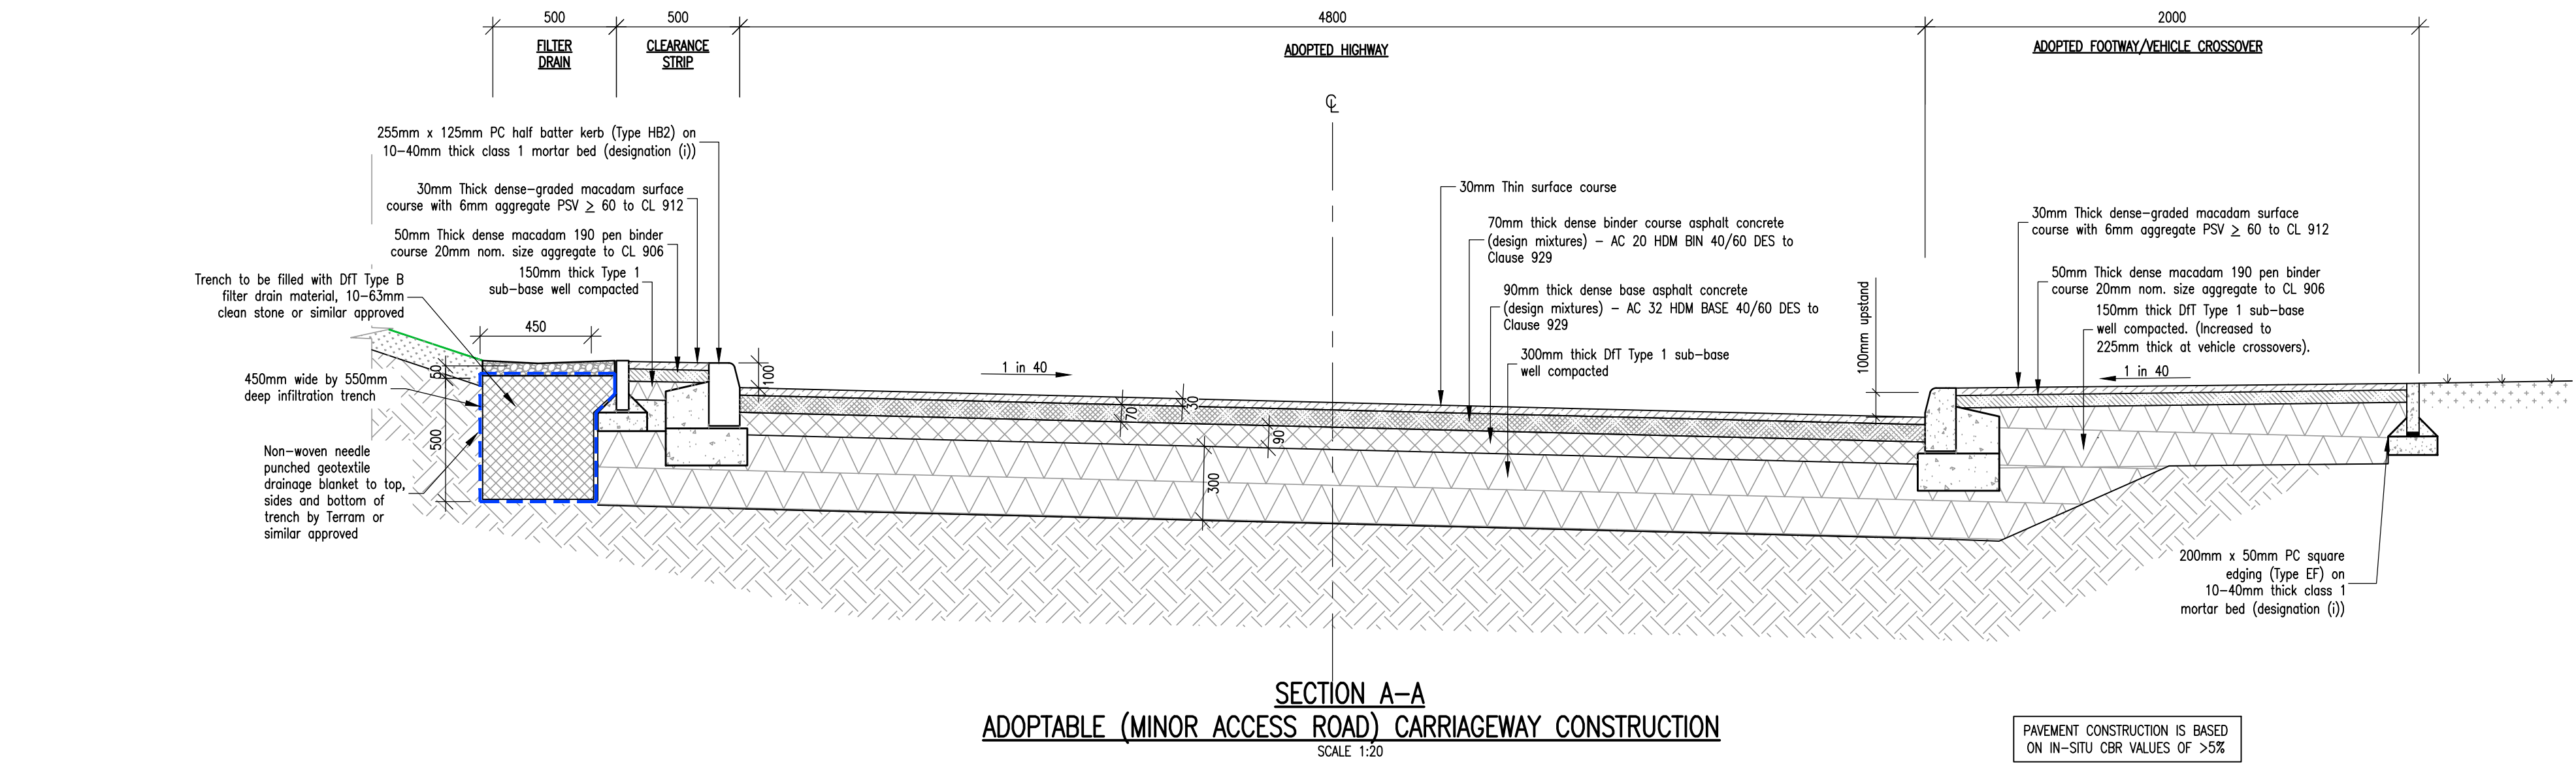 500
500
4800
2000
FILTER
DRAIN
CLEARANCE
STRIP
ADOPTED HIGHWAY
ADOPTED FOOTWAY/VEHICLE CROSSOVER
CL
255mm x 125mm PC half batter kerb (Type HB2) on
10-40mm thick class 1 mortar bed (designation (i))
30mm Thick dense-graded macadam surface
course with 6mm aggregate PSV ≥ 60 to CL 912
50mm Thick dense macadam 190 pen binder
course 20mm nom. size aggregate to CL 906
150mm thick Type 1
sub-base well compacted
Trench to be filled with DfT Type B
filter drain material, 10-63mm
clean stone or similar approved
450
50
500
450mm wide by 550mm
deep infiltration trench
Non-woven needle
punched geotextile
drainage blanket to top,
sides and bottom of
trench by Terram or
similar approved
100
1 in 40
70
30
90
300
30mm Thin surface course
70mm thick dense binder course asphalt concrete
(design mixtures) - AC 20 HDM BIN 40/60 DES to
Clause 929
90mm thick dense base asphalt concrete
(design mixtures) - AC 32 HDM BASE 40/60 DES to
Clause 929
300mm thick DfT Type 1 sub-base
well compacted
100mm upstand
30mm Thick dense-graded macadam surface
course with 6mm aggregate PSV ≥ 60 to CL 912
50mm Thick dense macadam 190 pen binder
course 20mm nom. size aggregate to CL 906
150mm thick DfT Type 1 sub-base
well compacted. (Increased to
225mm thick at vehicle crossovers).
1 in 40
200mm x 50mm PC square
edging (Type EF) on
10-40mm thick class 1
mortar bed (designation (i))
SECTION A-A
ADOPTABLE (MINOR ACCESS ROAD) CARRIAGEWAY CONSTRUCTION
SCALE 1:20
PAVEMENT CONSTRUCTION IS BASED
ON IN-SITU CBR VALUES OF >5%